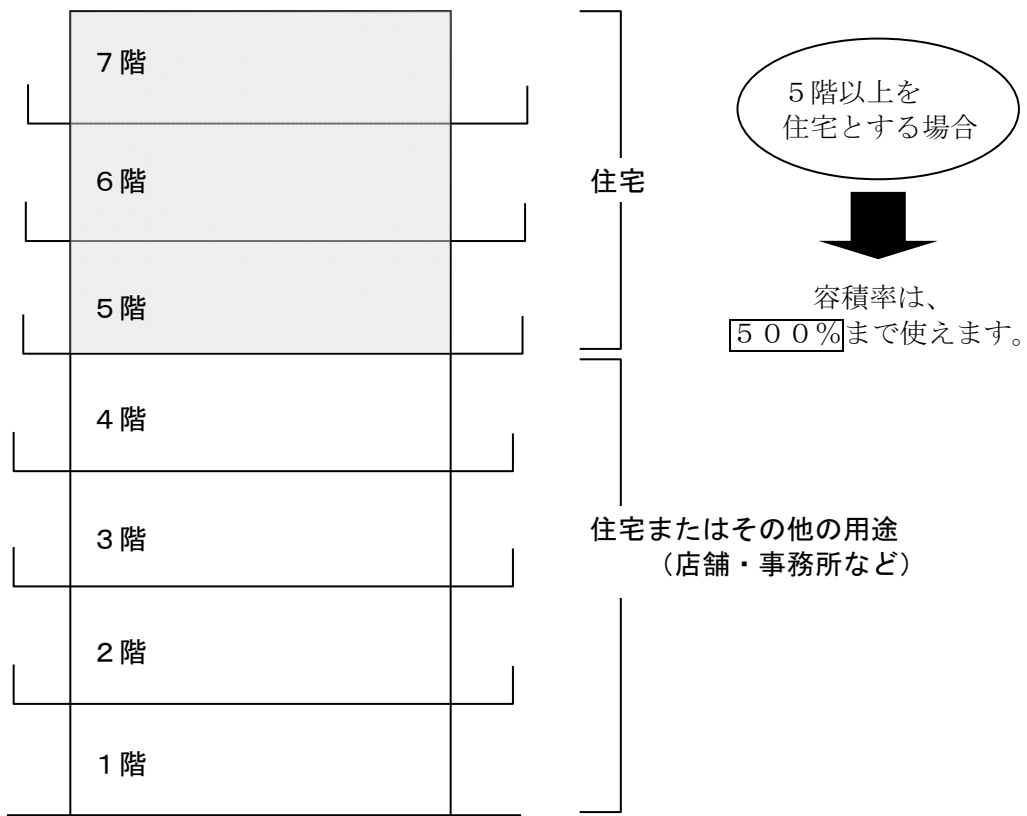 ７階
６階
５階
４階
３階
２階
１階
住宅
住宅またはその他の用途
（店舗・事務所など）
５階以上を
住宅とする場合
容積率は、
５００％まで使えます。